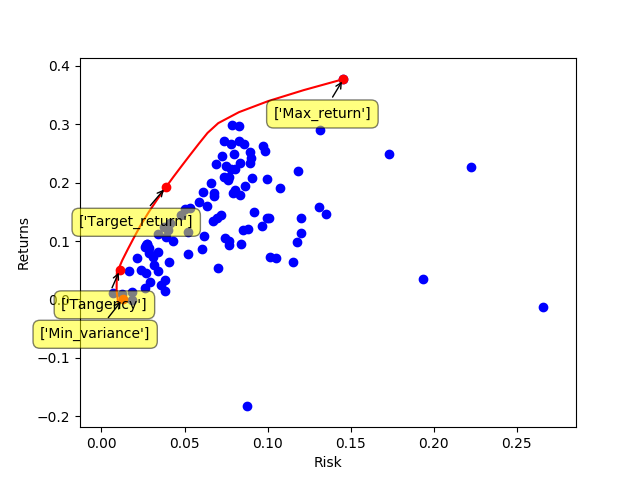 0.4
0.3
0.2
0.1
0.0
−0.1
−0.2
Returns
['Max_return']
['Target_return']
['Tangency']
['Min_variance']
0.00
0.05
0.10
0.15
0.20
0.25
Risk